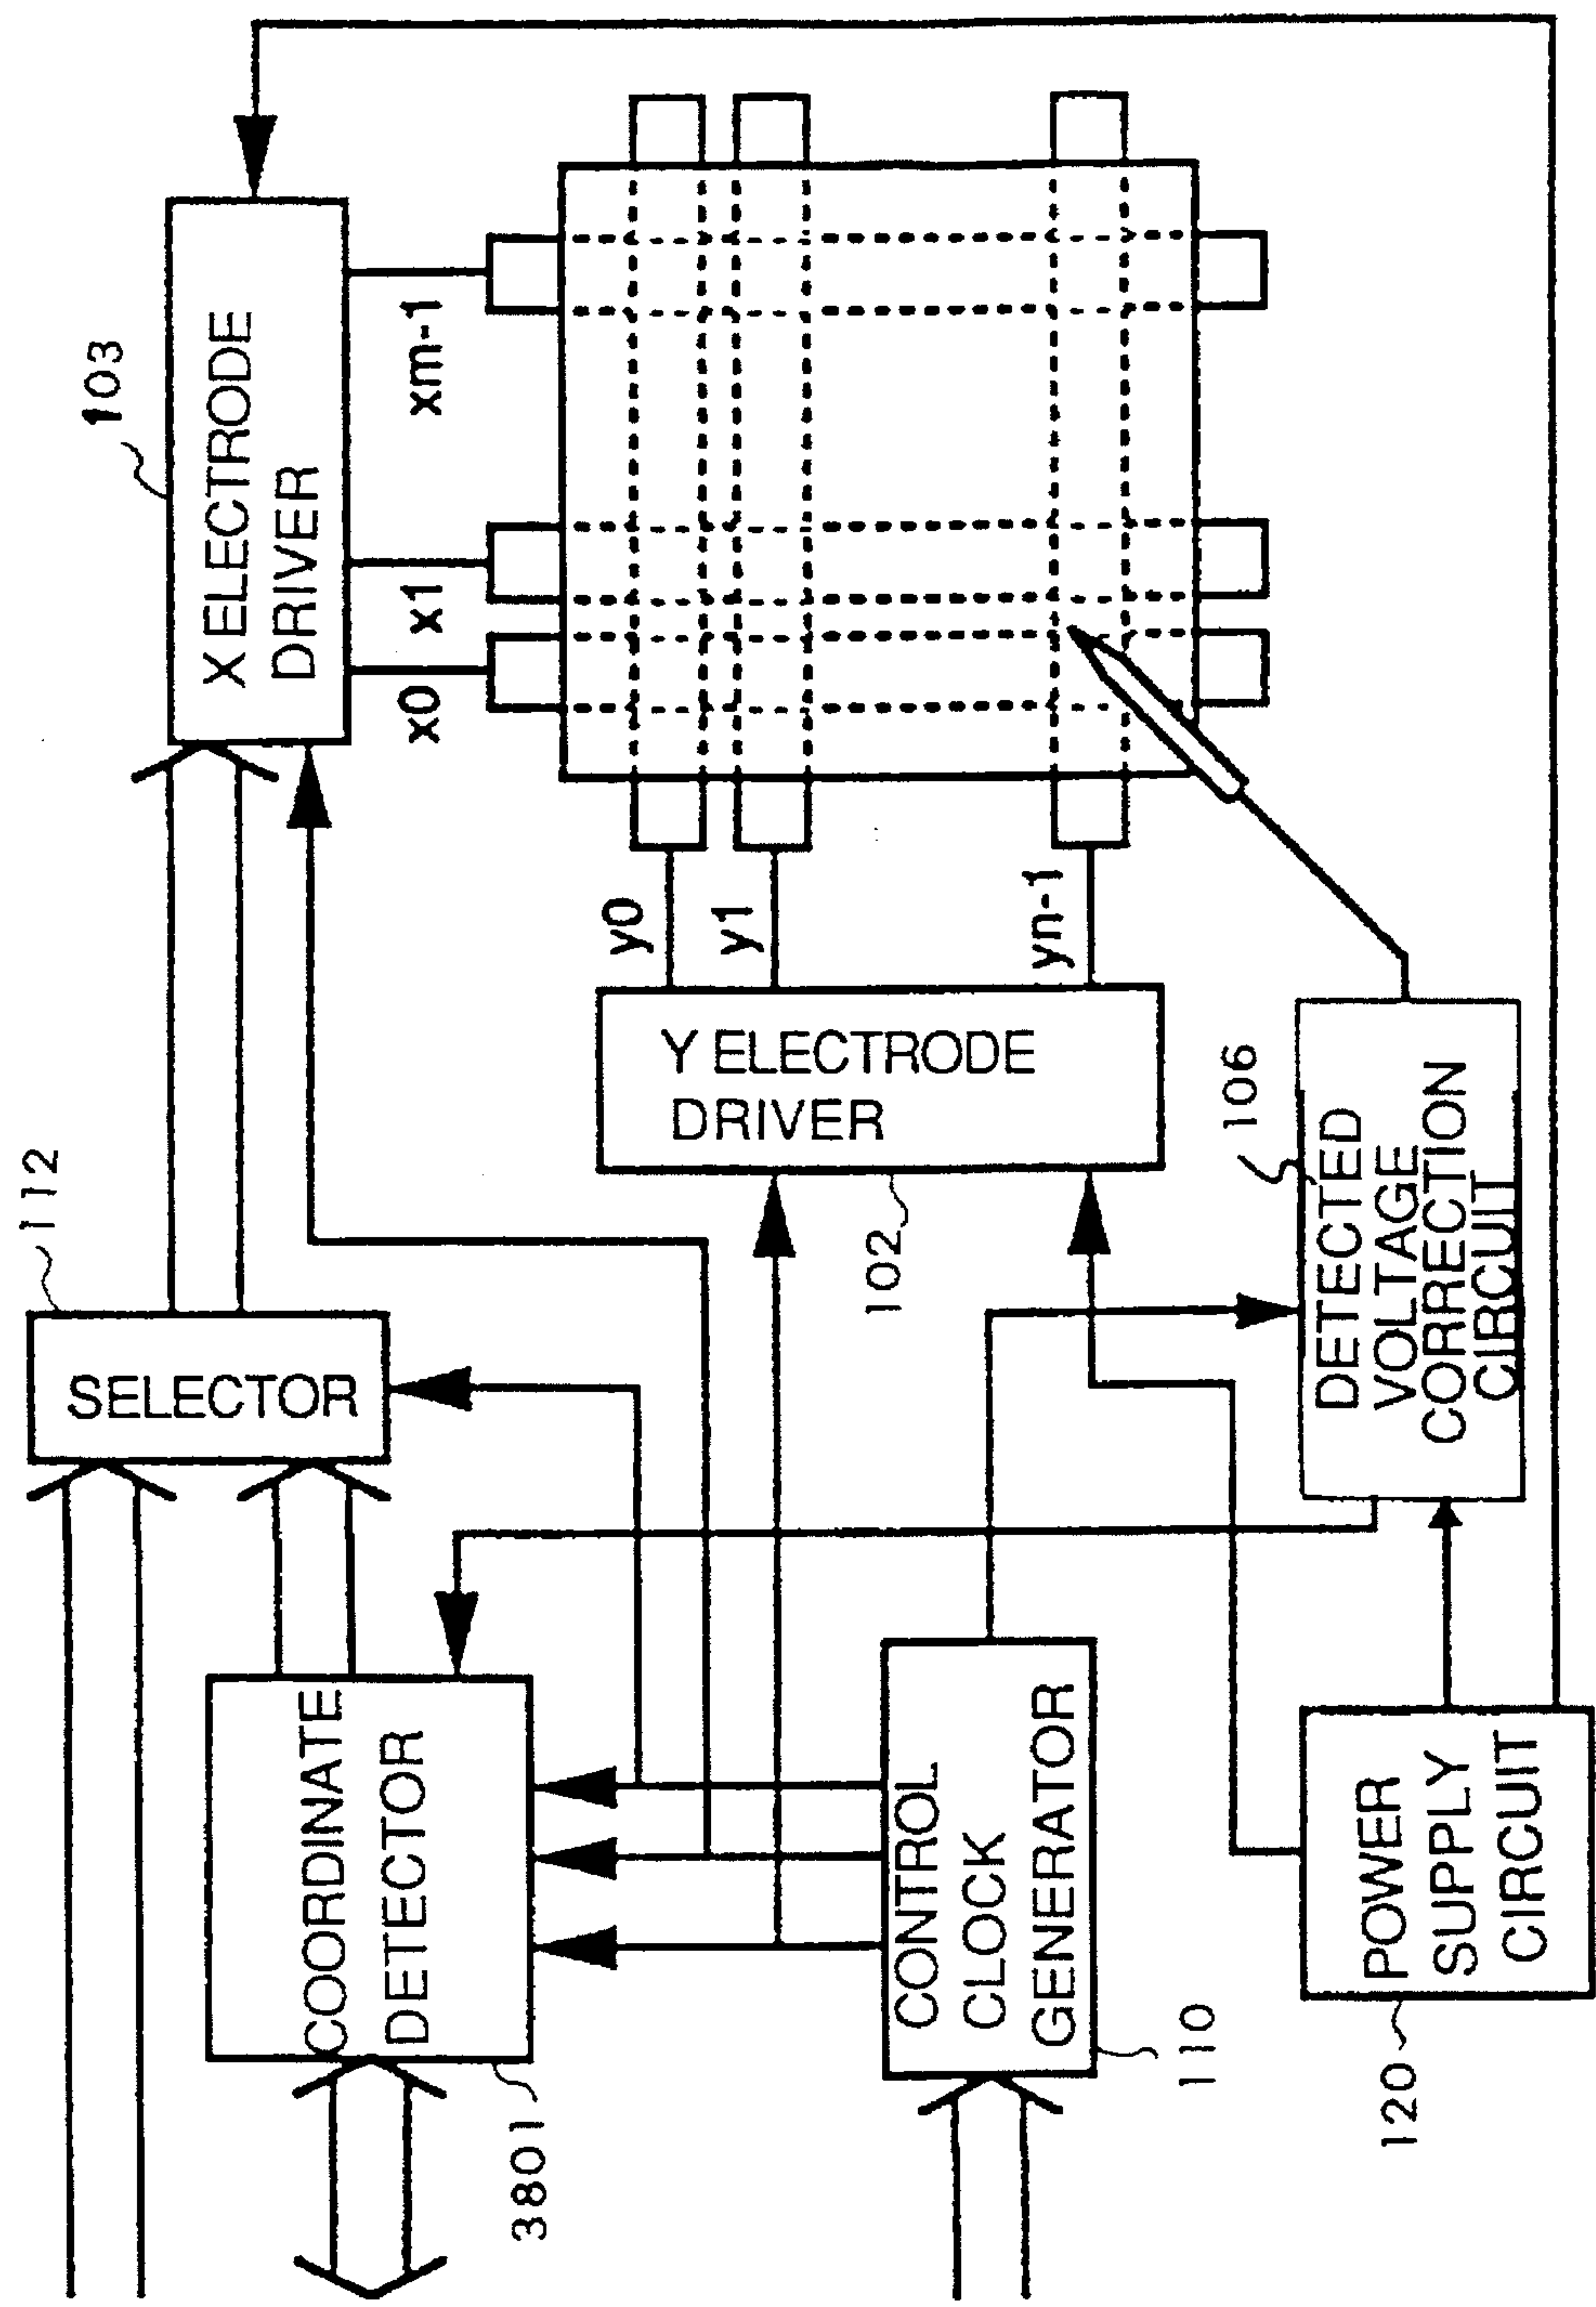 112
SELECTOR
103
X ELECTRODE
DRIVER
x0
x1
xm-1
3801
COORDINATE
DETECTOR
y0
y1
yn-1
Y ELECTRODE
DRIVER
102
CONTROL
CLOCK
GENERATOR
110
106
DETECTED
VOLTAGE
CORRECTION
CIRCUIT
120
POWER
SUPPLY
CIRCUIT